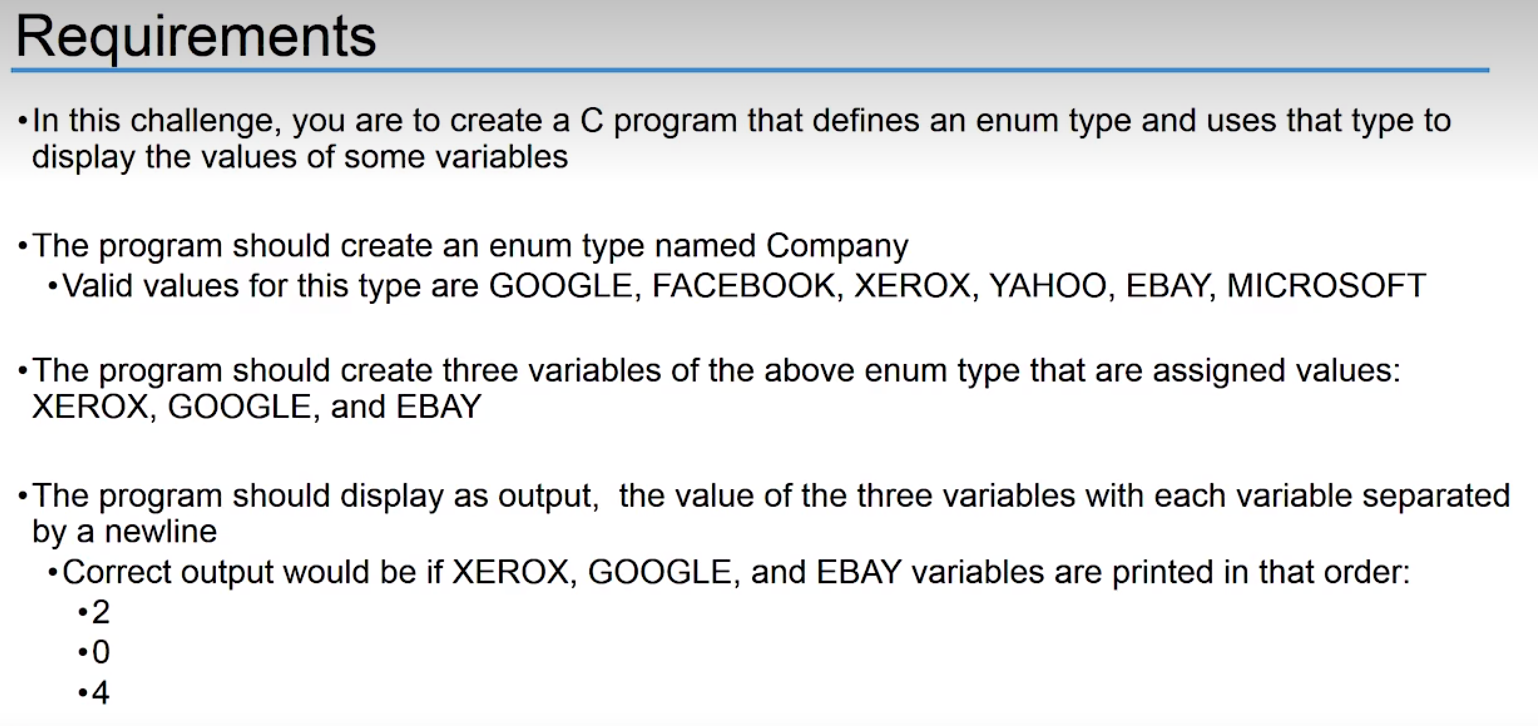 Requirements
•In this challenge, you are to create a C program that defines an enum type and uses that type to
display the values of some variables
•The program should create an enum type named Company
•Valid values for this type are GOOGLE, FACEBOOK, XEROX, YAHOO, EBAY, MICROSOFT
•The program should create three variables of the above enum type that are assigned values:
XEROX, GOOGLE, and EBAY
•The program should display as output,  the value of the three variables with each variable separated
by a newline
•Correct output would be if XEROX, GOOGLE, and EBAY variables are printed in that order:
•2
•0
•4